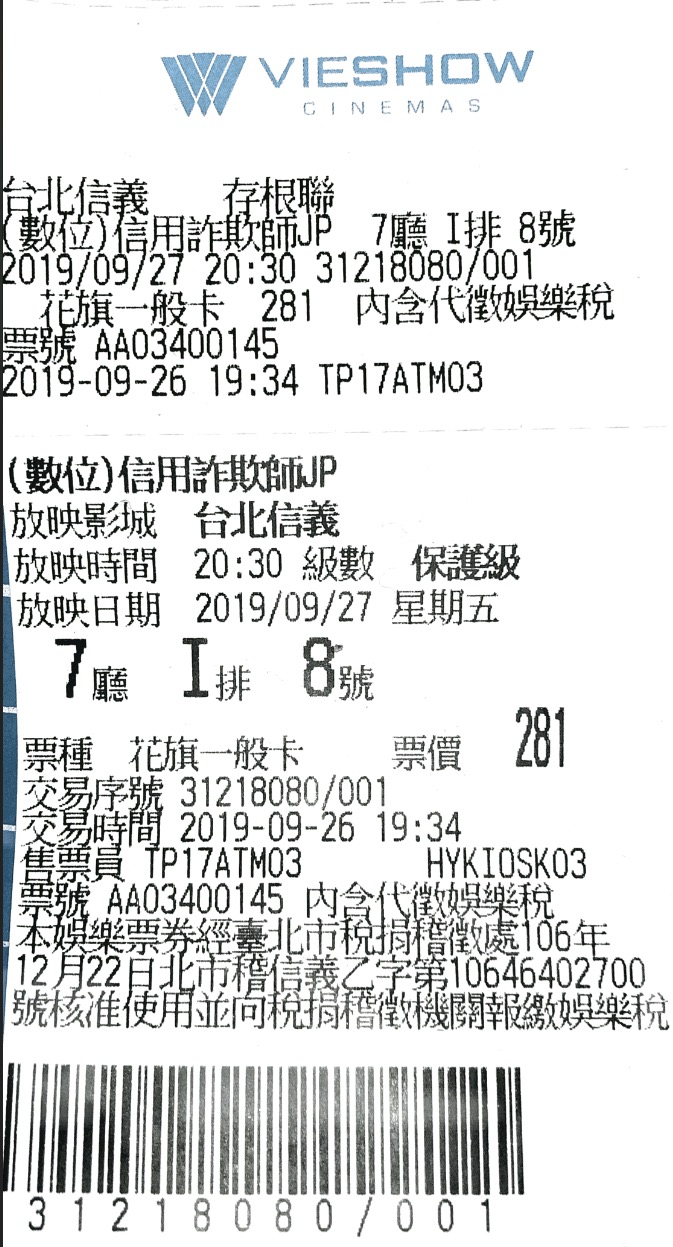 VIESHOW
CINEMAS
台北信義 存根聯
(數位)信用詐欺師JP 7廳 I排 8號
2019/09/27 20:30 31218080/001
花旗一般卡 281 內含代徵娛樂稅
票號 AA03400145
2019-09-26 19:34 TP17ATM03
(數位)信用詐欺師JP
放映影城 台北信義
放映時間 20:30 級數 保護級
放映日期 2019/09/27 星期五
7廳 I排 8號
票種 花旗一般卡 票價 281
交易序號 31218080/001
交易時間 2019-09-26 19:34
售票員 TP17ATM03 HYKIOSK03
票號 AA03400145 內含代徵娛樂稅
本娛樂票券經臺北市稅捐稽徵處106年
12月22日北市稽信義乙字第10646402700
號核准使用並向稅捐稽徵機關報繳娛樂稅
31218080/001